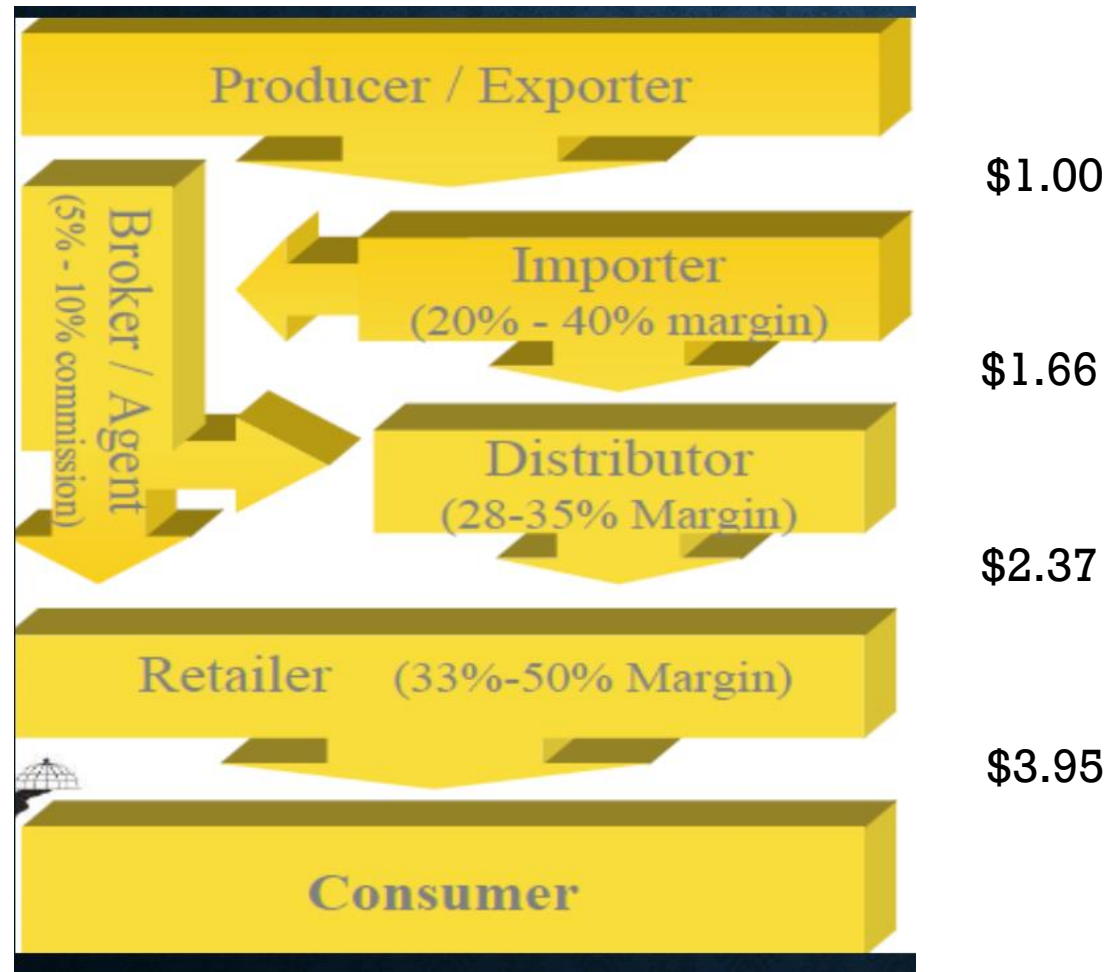 Producer / Exporter
$1.00
Broker / Agent
(5% - 10% commission)
Importer
(20% - 40% margin)
$1.66
Distributor
(28-35% Margin)
$2.37
Retailer (33%-50% Margin)
$3.95
Consumer